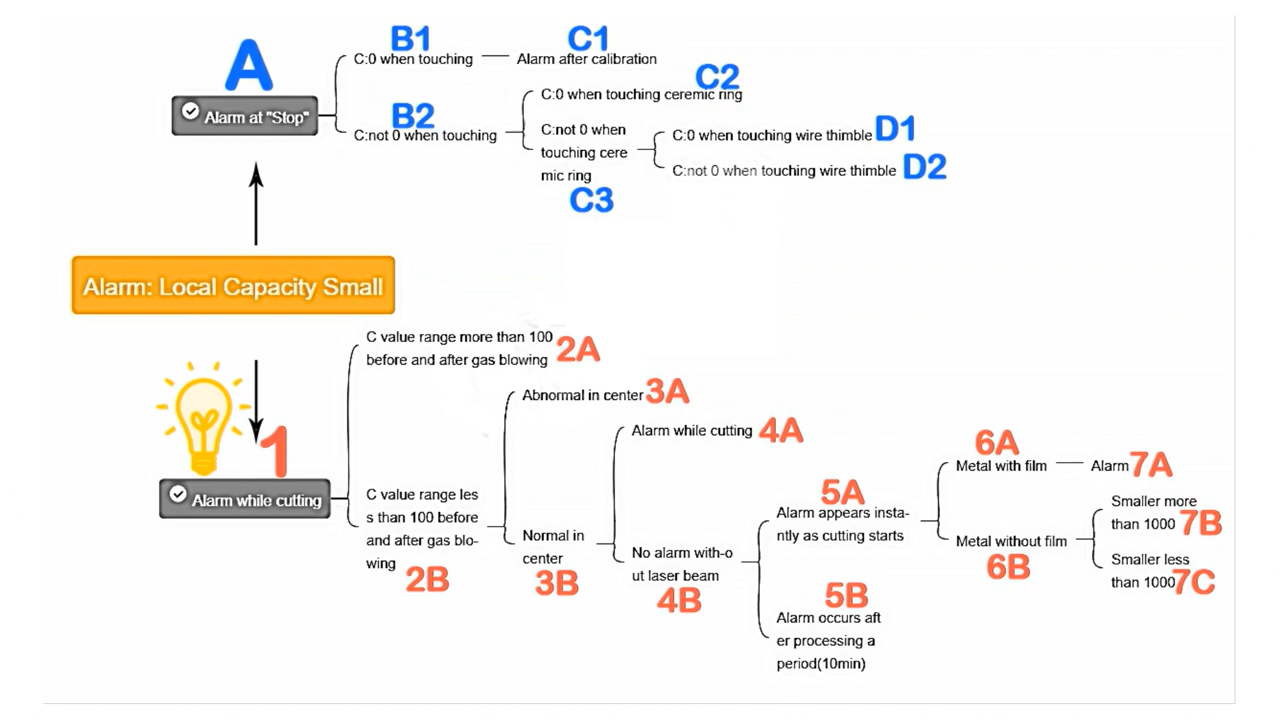 A
B1
C:0 when touching
C1
Alarm after calibration
C2
C:0 when touching ceremic ring
Alarm at "Stop"
B2
C:not 0 when touching
C:not 0 when
touching cere
mic ring
C3
C:0 when touching wire thimble D1
C:not 0 when touching wire thimble D2
Alarm: Local Capacity Small
1
Alarm while cutting
C value range more than 100
before and after gas blowing 2A
C value range les
s than 100 before
and after gas blo-
wing 2B
Abnormal in center 3A
Normal in
center
3B
Alarm while cutting 4A
No alarm with-o
ut laser beam
4B
5A
Alarm appears insta-
ntly as cutting starts
5B
Alarm occurs aft
er processing a
period(10min)
6A
Metal with film
Alarm 7A
Metal without film
6B
Smaller more
than 1000 7B
Smaller less
than 1000 7C